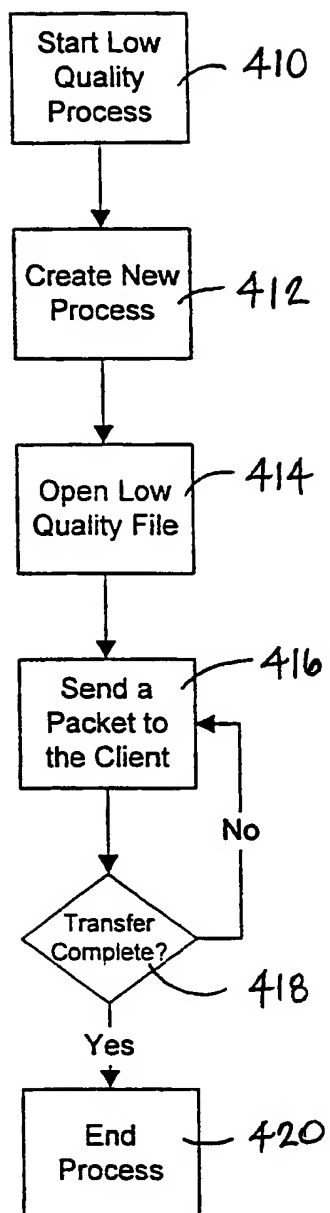 Start Low
Quality
Process
410
Create New
Process
412
Open Low
Quality File
414
Send a
Packet to
the Client
416
No
Transfer
Complete?
418
Yes
End
Process
420